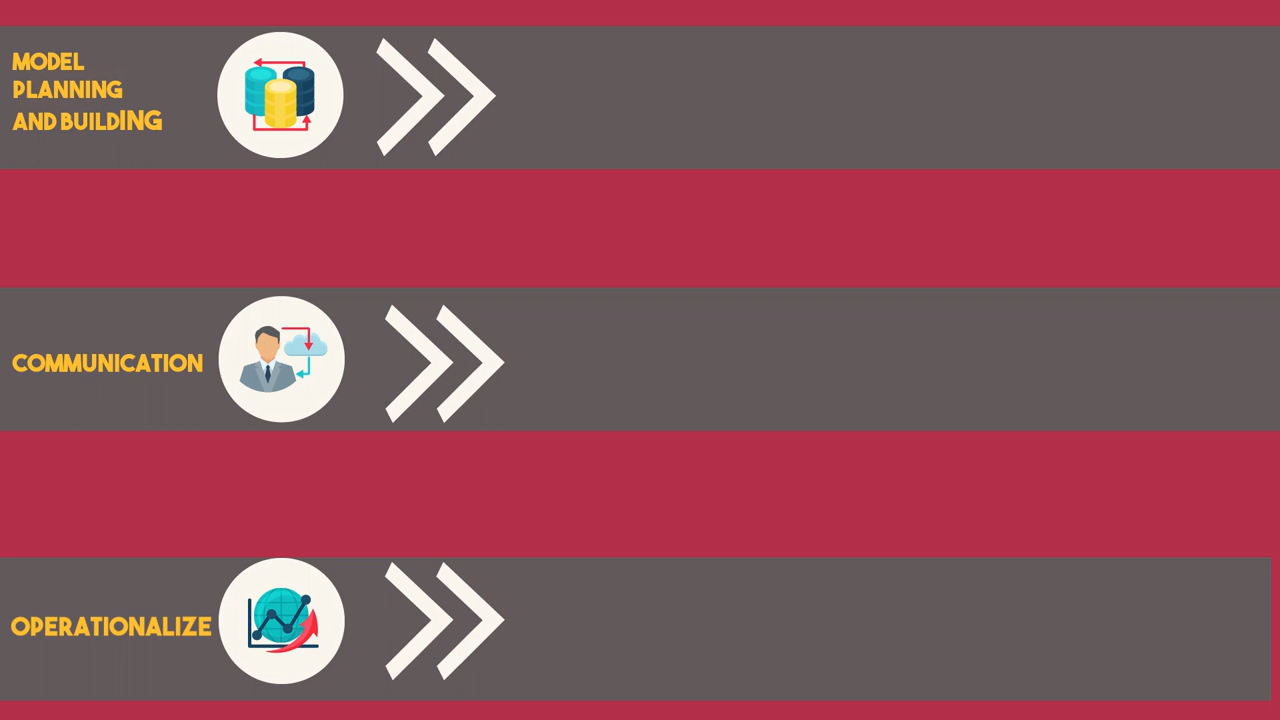 MODEL
PLANNING
AND BUILDING
COMMUNICATION
OPERATIONALIZE